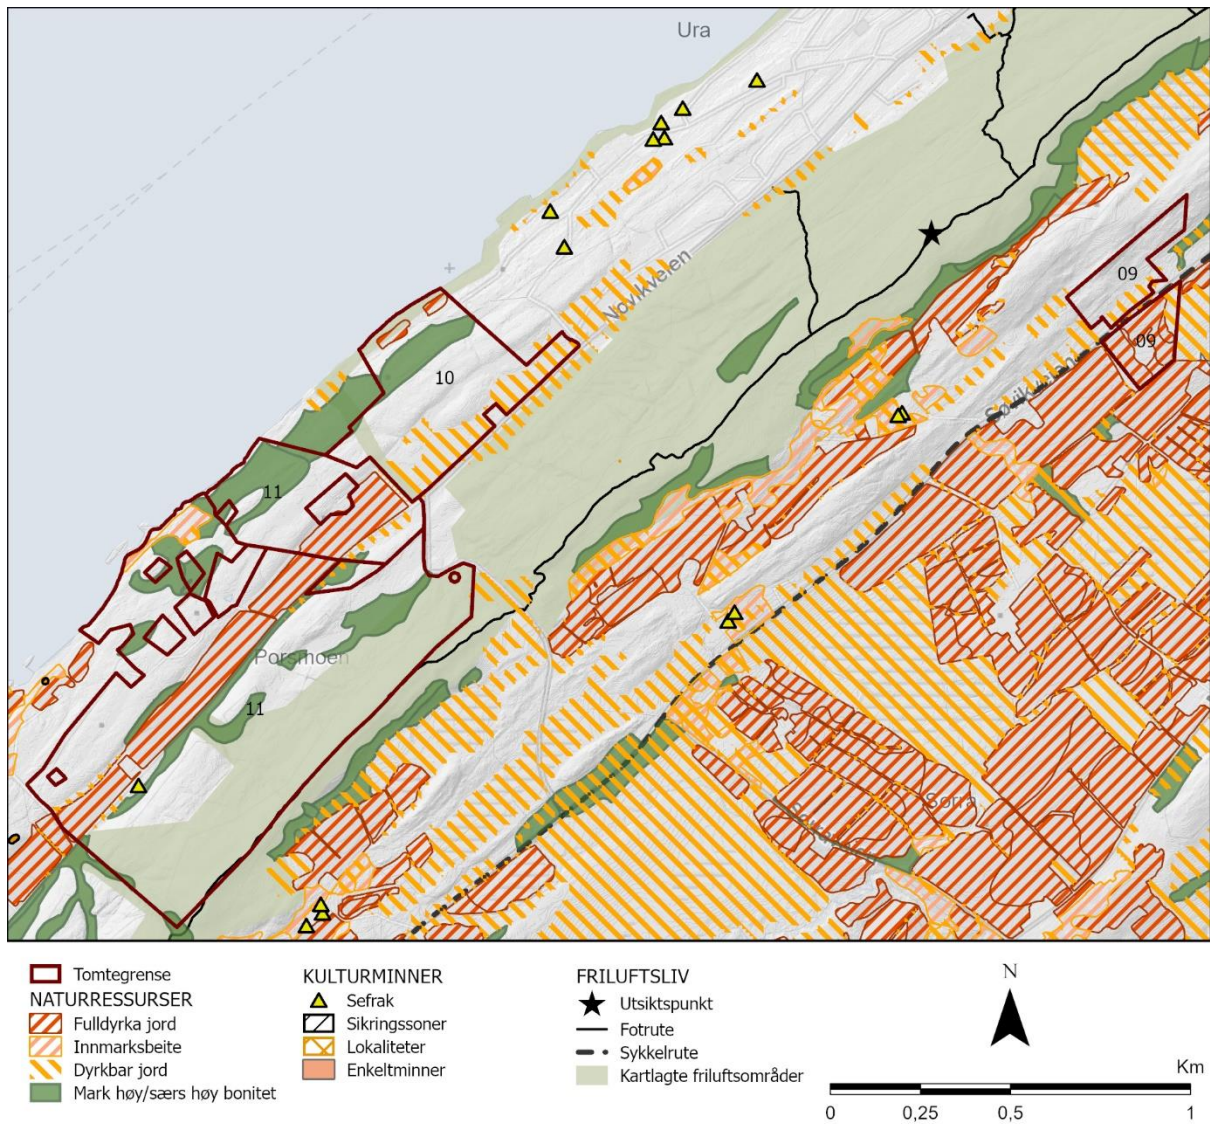 Ura
Novikveien
09
09
10
11
Porsmoen
11
Sørra
Tomtegrense
NATURRESSURSER
Fulldyrka jord
Innmarksbeite
Dyrkbar jord
Mark høy/særs høy bonitet
KULTURMINNER
Sefrak
Sikringssoner
Lokaliteter
Enkeltminner
FRILUFTSLIV
Utsiktspunkt
Fotrute
Sykkelrute
Kartlagte friluftsområder
N
Km
0 0,25 0,5 1